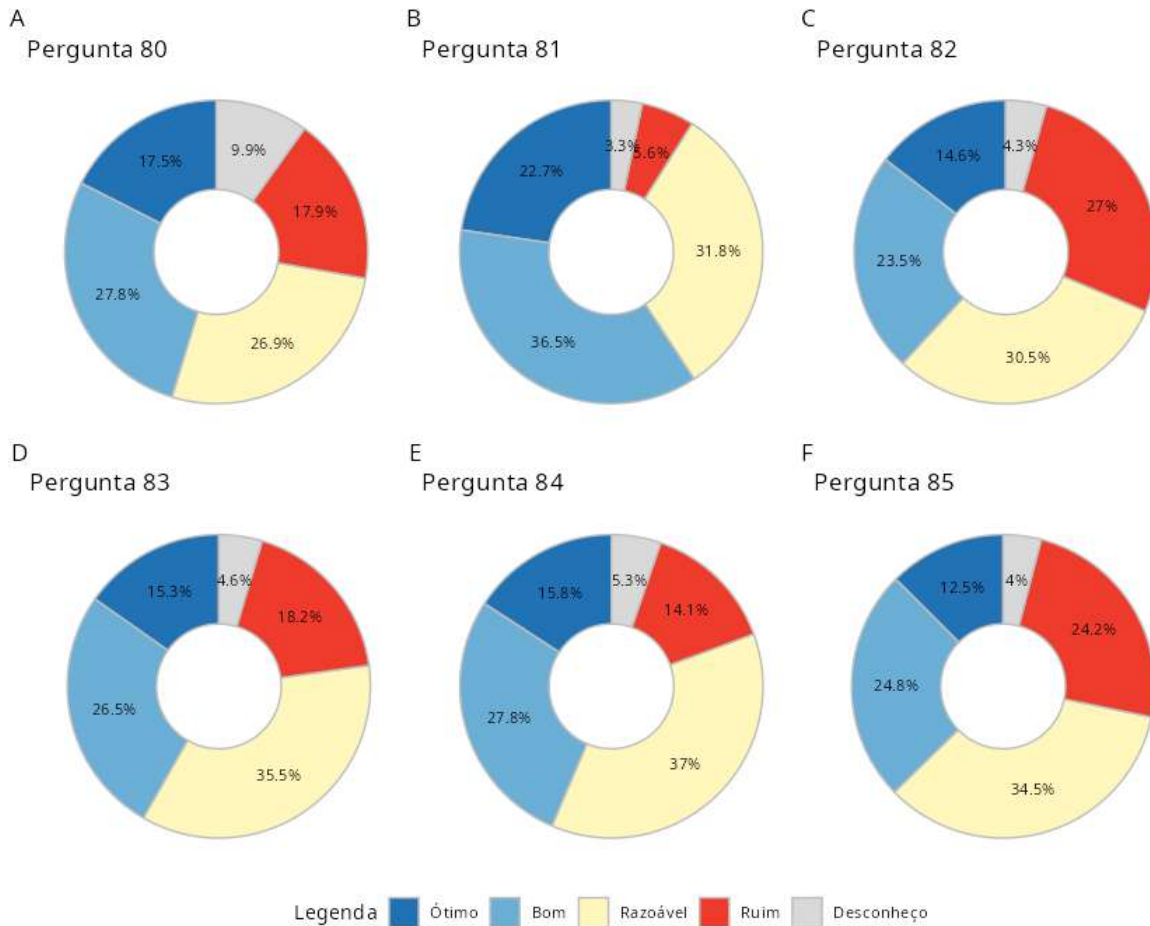 A
Pergunta 80
17.5%
9.9%
17.9%
27.8%
26.9%
B
Pergunta 81
22.7%
3.3%
5.6%
31.8%
36.5%
C
Pergunta 82
14.6%
4.3%
27%
23.5%
30.5%
D
Pergunta 83
15.3%
4.6%
18.2%
26.5%
35.5%
E
Pergunta 84
15.8%
5.3%
14.1%
27.8%
37%
F
Pergunta 85
12.5%
4%
24.2%
24.8%
34.5%
Legenda Ótimo Bom Razoável Ruim Desconheço